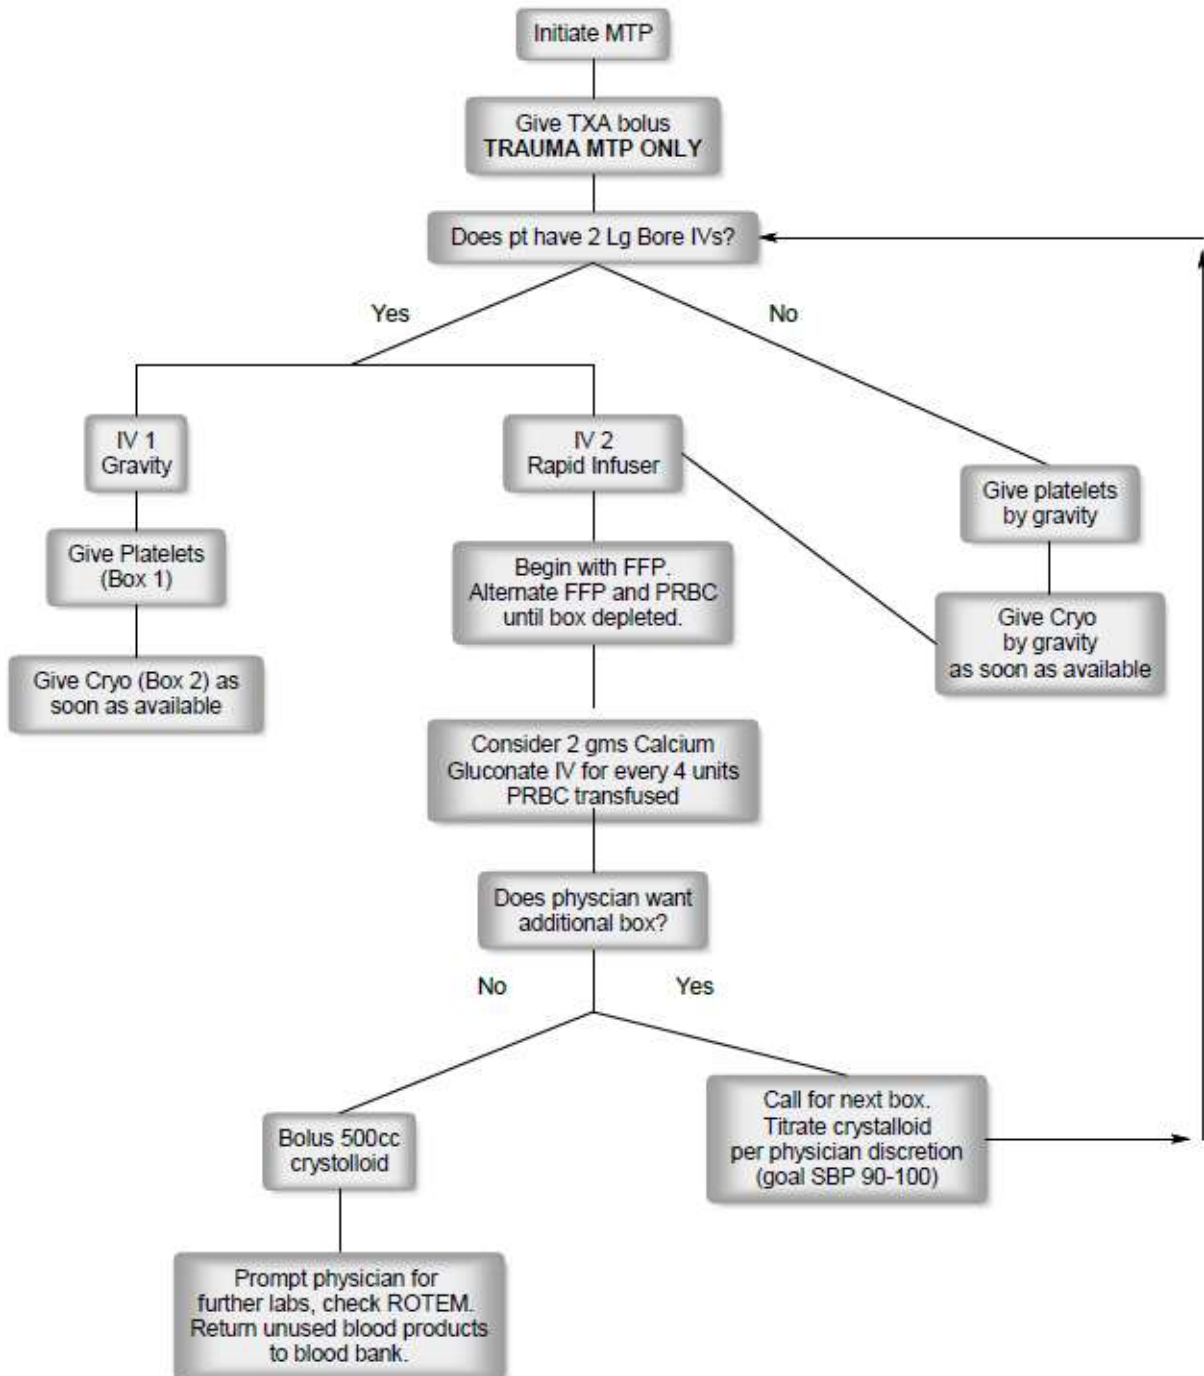 Initiate MTP
Give TXA bolus
TRAUMA MTP ONLY
Does pt have 2 Lg Bore IVs?
Yes
No
IV 1
Gravity
IV 2
Rapid Infuser
Give platelets
by gravity
Give Platelets
(Box 1)
Begin with FFP.
Alternate FFP and PRBC
until box depleted.
Give Cryo
by gravity
as soon as available
Give Cryo (Box 2) as
soon as available
Consider 2 gms Calcium
Gluconate IV for every 4 units
PRBC transfused
Does physcian want
additional box?
No
Yes
Bolus 500cc
crystolloid
Call for next box.
Titrate crystalloid
per physician discretion
(goal SBP 90-100)
Prompt physician for
further labs, check ROTEM.
Return unused blood products
to blood bank.